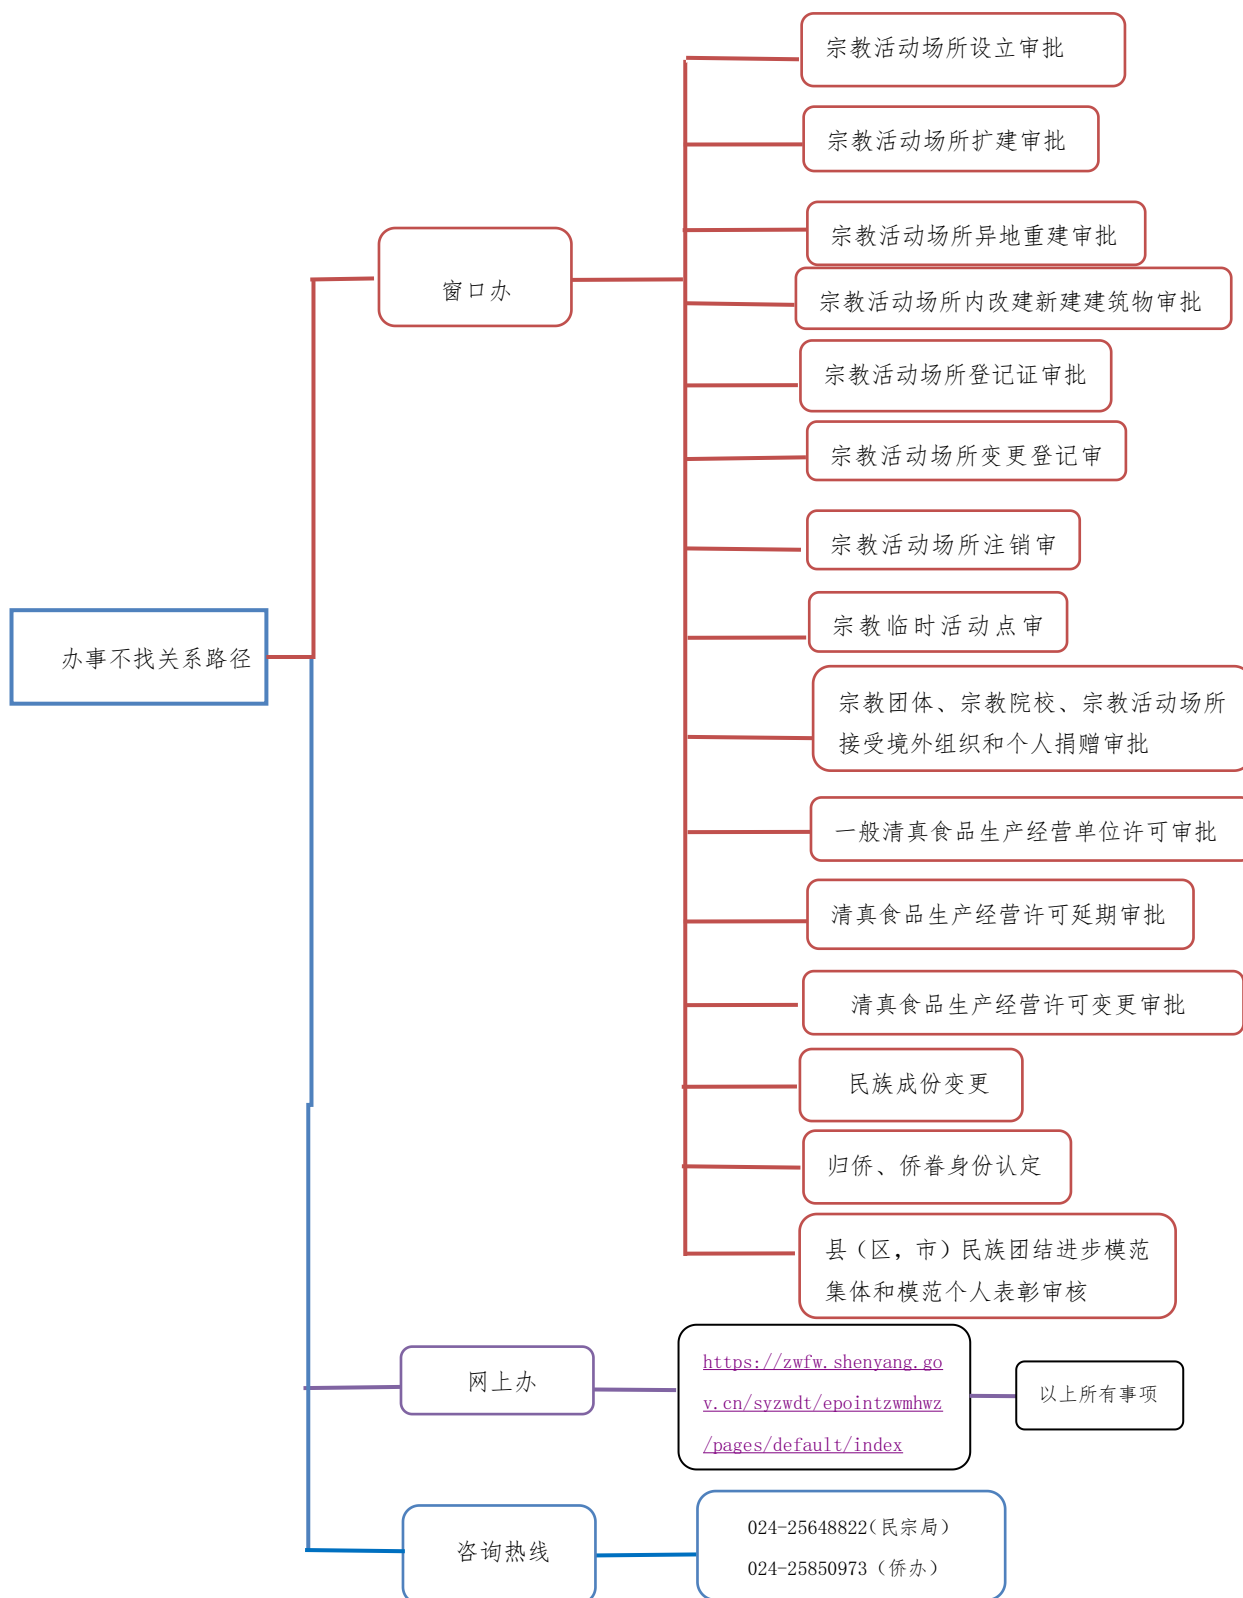 宗教活动场所设立审批
宗教活动场所扩建审批
宗教活动场所异地重建审批
窗口办
宗教活动场所内改建新建建筑物审批
宗教活动场所登记证审批
宗教活动场所变更登记审
宗教活动场所注销审
宗教临时活动点审
办事不找关系路径
宗教团体、宗教院校、宗教活动场所
接受境外组织和个人捐赠审批
一般清真食品生产经营单位许可审批
清真食品生产经营许可延期审批
清真食品生产经营许可变更审批
民族成份变更
归侨、侨眷身份认定
县（区，市）民族团结进步模范
集体和模范个人表彰审核
网上办
https://zwfw.shenyang.go
v.cn/syzwdt/epointzwmhwz
/pages/default/index
以上所有事项
咨询热线
024-25648822(民宗局）
024-25850973（侨办）